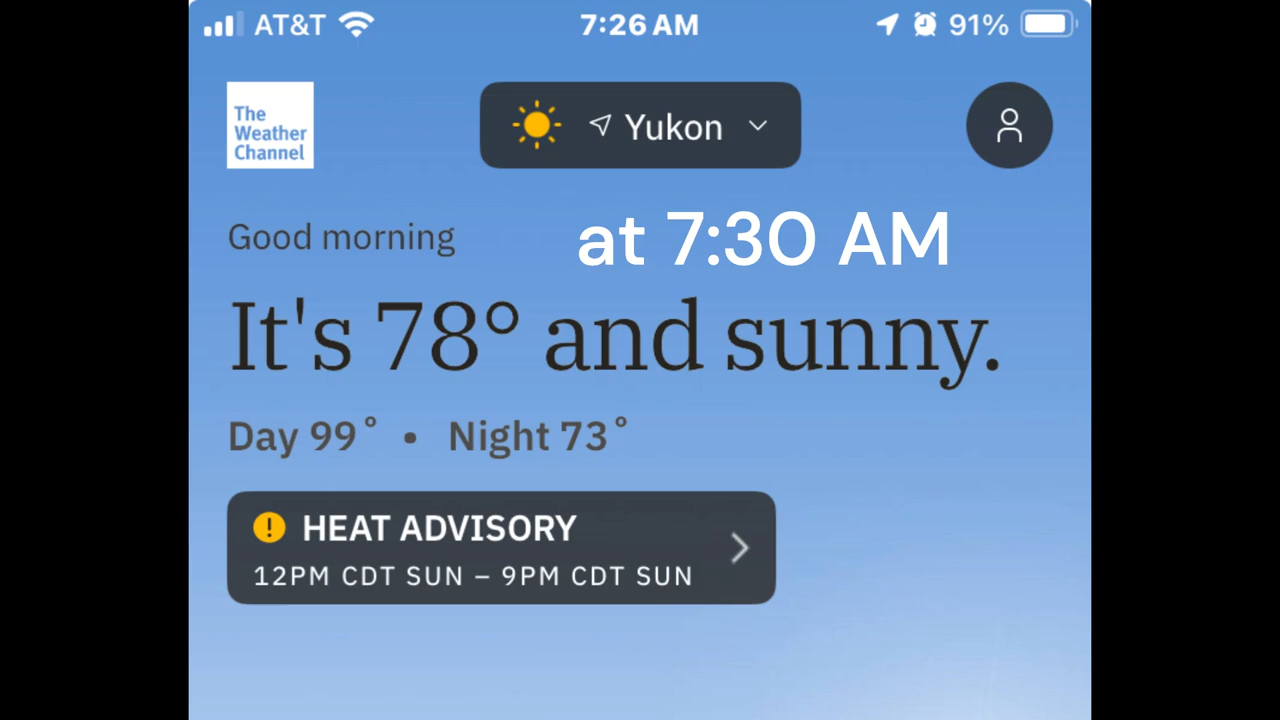 AT&T 7:26 AM 91%
The
Weather
Channel
Yukon
Good morning
at 7:30 AM
It's 78° and sunny.
Day 99° • Night 73°
HEAT ADVISORY
12PM CDT SUN – 9PM CDT SUN